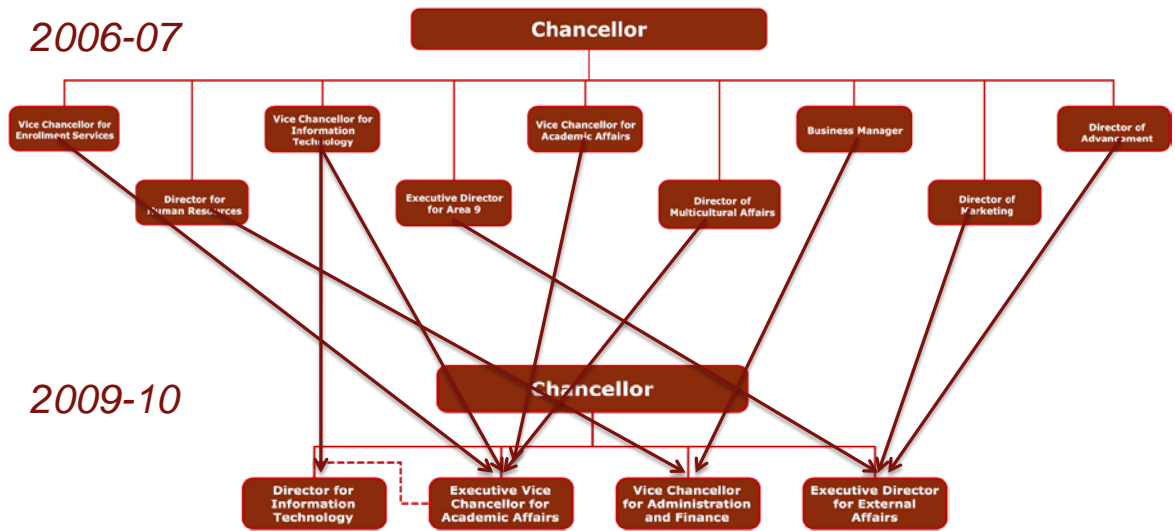 2006-07
Chancellor
Vice Chancellor for
Enrollment Services
Vice Chancellor for
Information
Technology
Vice Chancellor for
Academic Affairs
Business Manager
Director of
Advancement
Director for
Human Resources
Executive Director
for Area 9
Director of
Multicultural Affairs
Director of
Marketing
2009-10
Chancellor
Director for
Information
Technology
Executive Vice
Chancellor for
Academic Affairs
Vice Chancellor
for Administration
and Finance
Executive Director
for External
Affairs